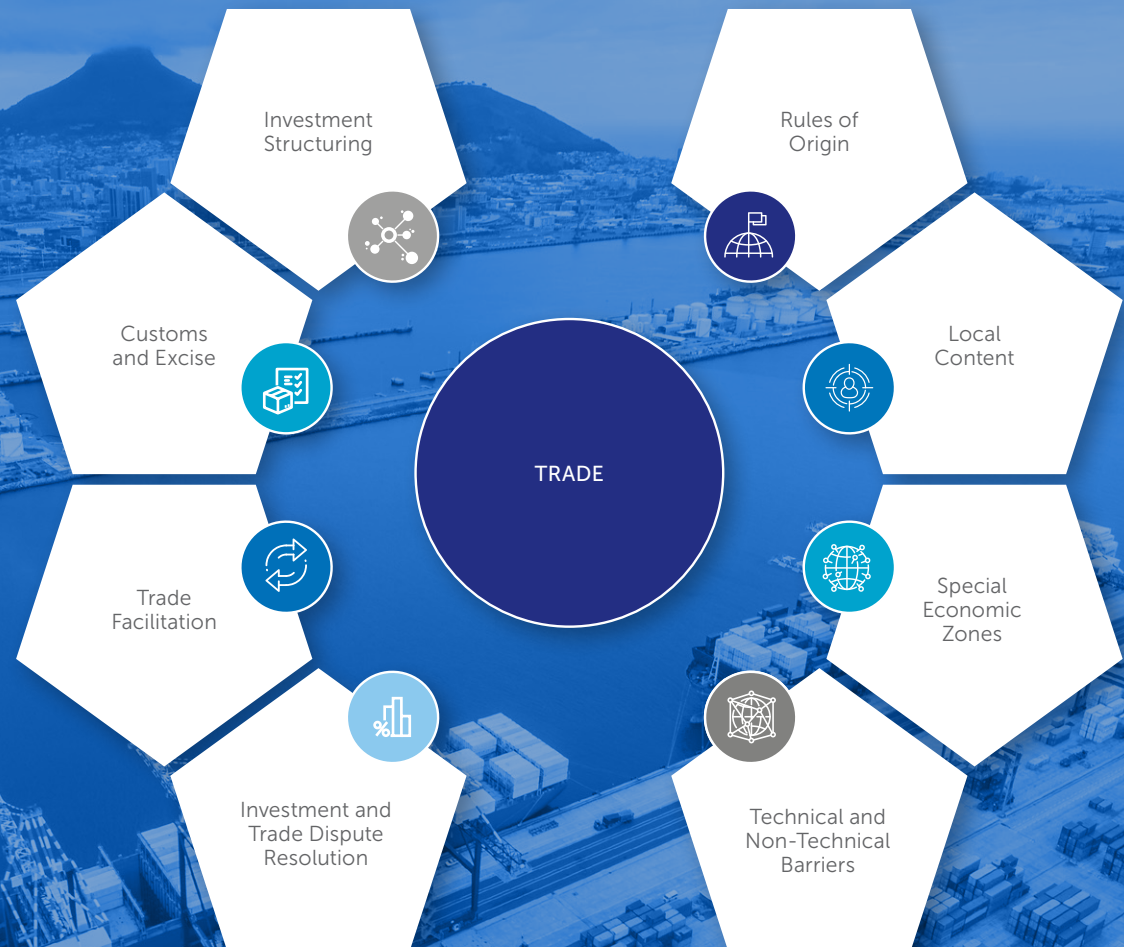 Investment
Structuring
Rules of
Origin
Customs
and Excise
Local
Content
TRADE
Trade
Facilitation
Special
Economic
Zones
Investment and
Trade Dispute
Resolution
%
Technical and
Non-Technical
Barriers